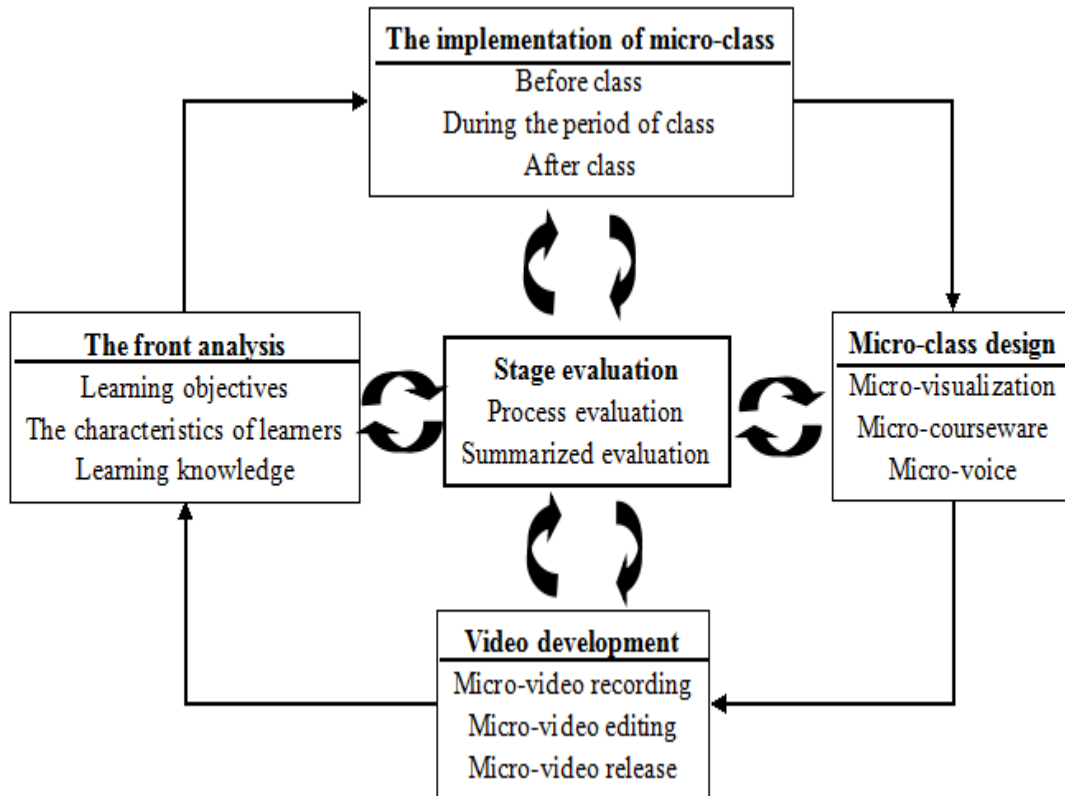 The implementation of micro-class
Before class
During the period of class
After class
The front analysis
Learning objectives
The characteristics of learners
Learning knowledge
Stage evaluation
Process evaluation
Summarized evaluation
Micro-class design
Micro-visualization
Micro-courseware
Micro-voice
Video development
Micro-video recording
Micro-video editing
Micro-video release